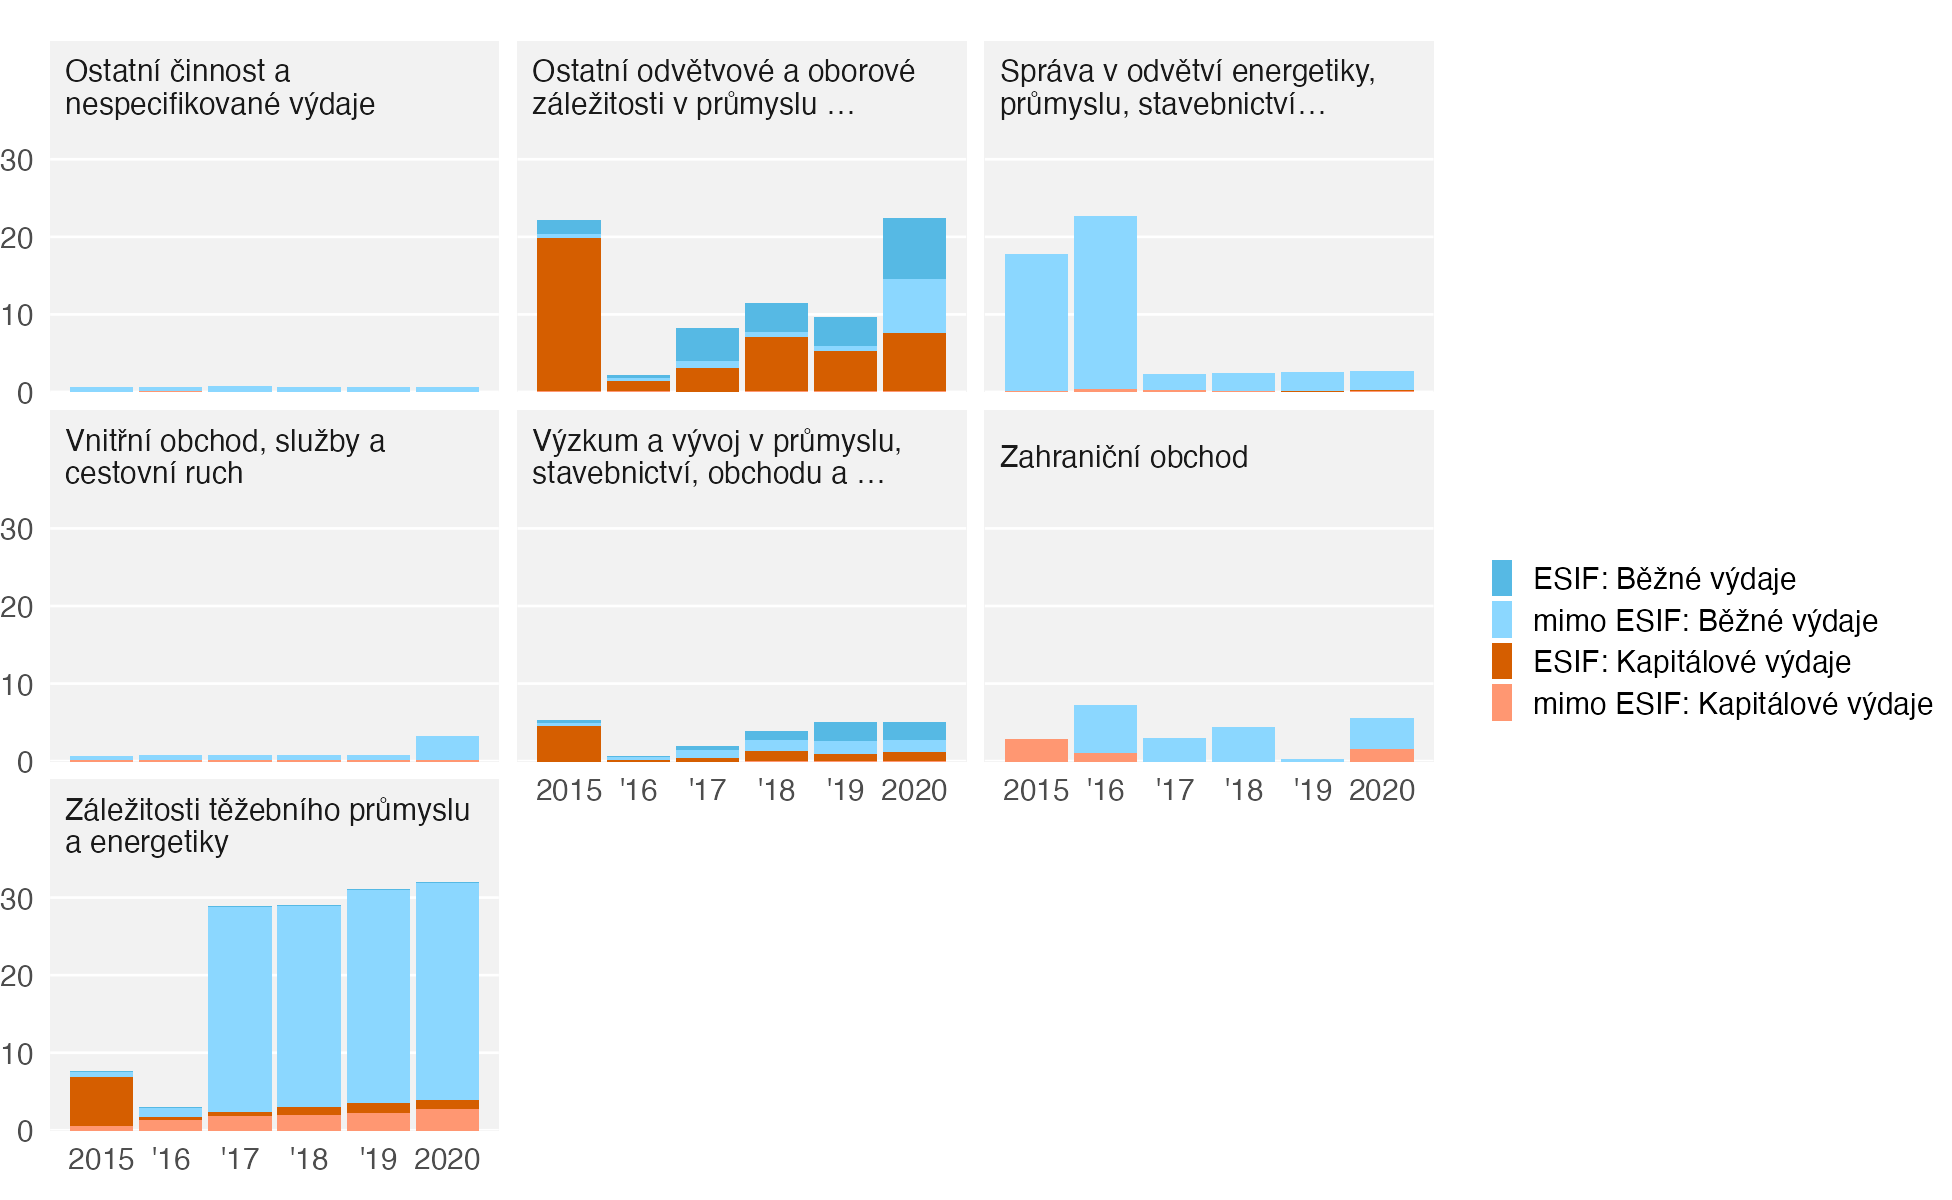 Ostatní činnost a
nespecifikované výdaje
Ostatní odvětvové a oborové
záležitosti v průmyslu …
Správa v odvětví energetiky,
průmyslu, stavebnictví…
30
20
10
0
Vnitřní obchod, služby a
cestovní ruch
Výzkum a vývoj v průmyslu,
stavebnictví, obchodu a …
Zahraniční obchod
30
20
10
0
2015 '16 '17 '18 '19 2020
2015 '16 '17 '18 '19 2020
Záležitosti těžebního průmyslu
a energetiky
30
20
10
0
2015 '16 '17 '18 '19 2020
ESIF: Běžné výdaje
mimo ESIF: Běžné výdaje
ESIF: Kapitálové výdaje
mimo ESIF: Kapitálové výdaje